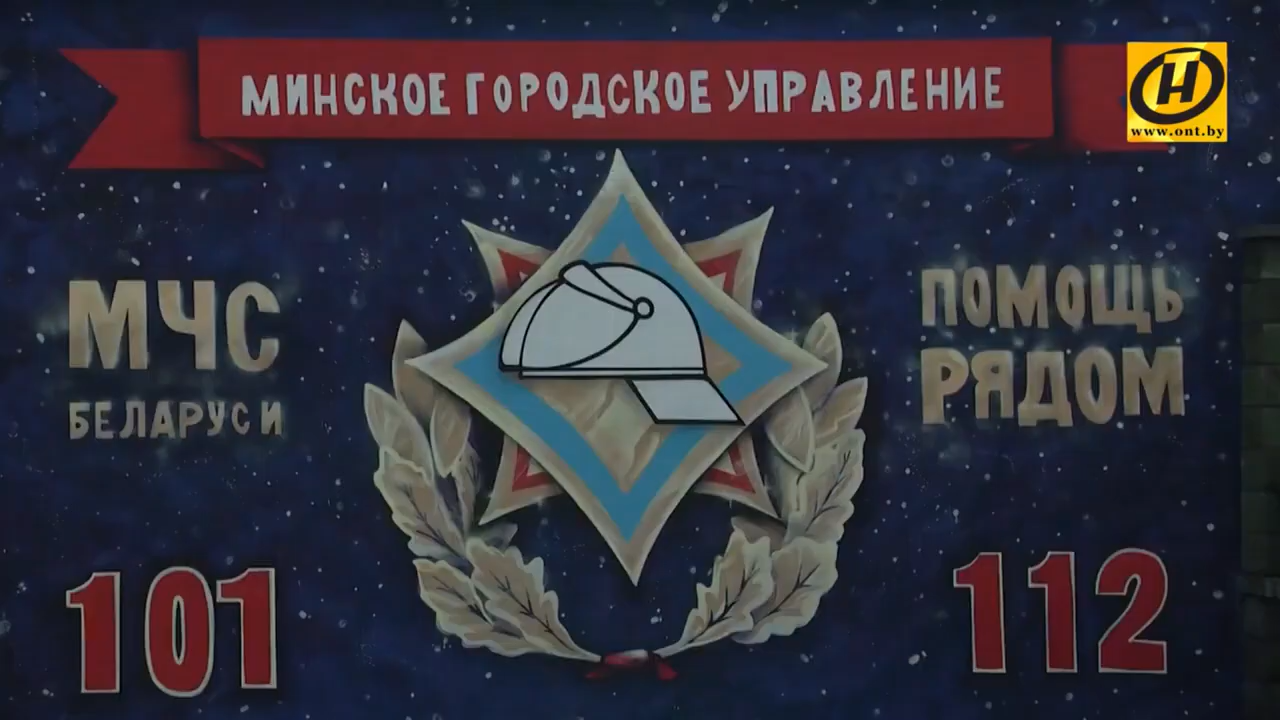 МИНСКОЕ ГОРОДСКОЕ УПРАВЛЕНИЕ
www.ont.by
МЧС
БЕЛАРУСИ
ПОМОЩЬ
РЯДОМ
101
112